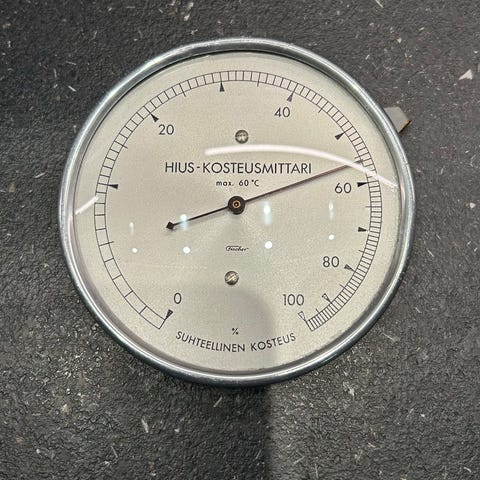 20
40
HIUS-KOSTEUSMITTARI
max. 60 °C
60
Fischer
80
0
100
%
SUHTEELLINEN KOSTEUS